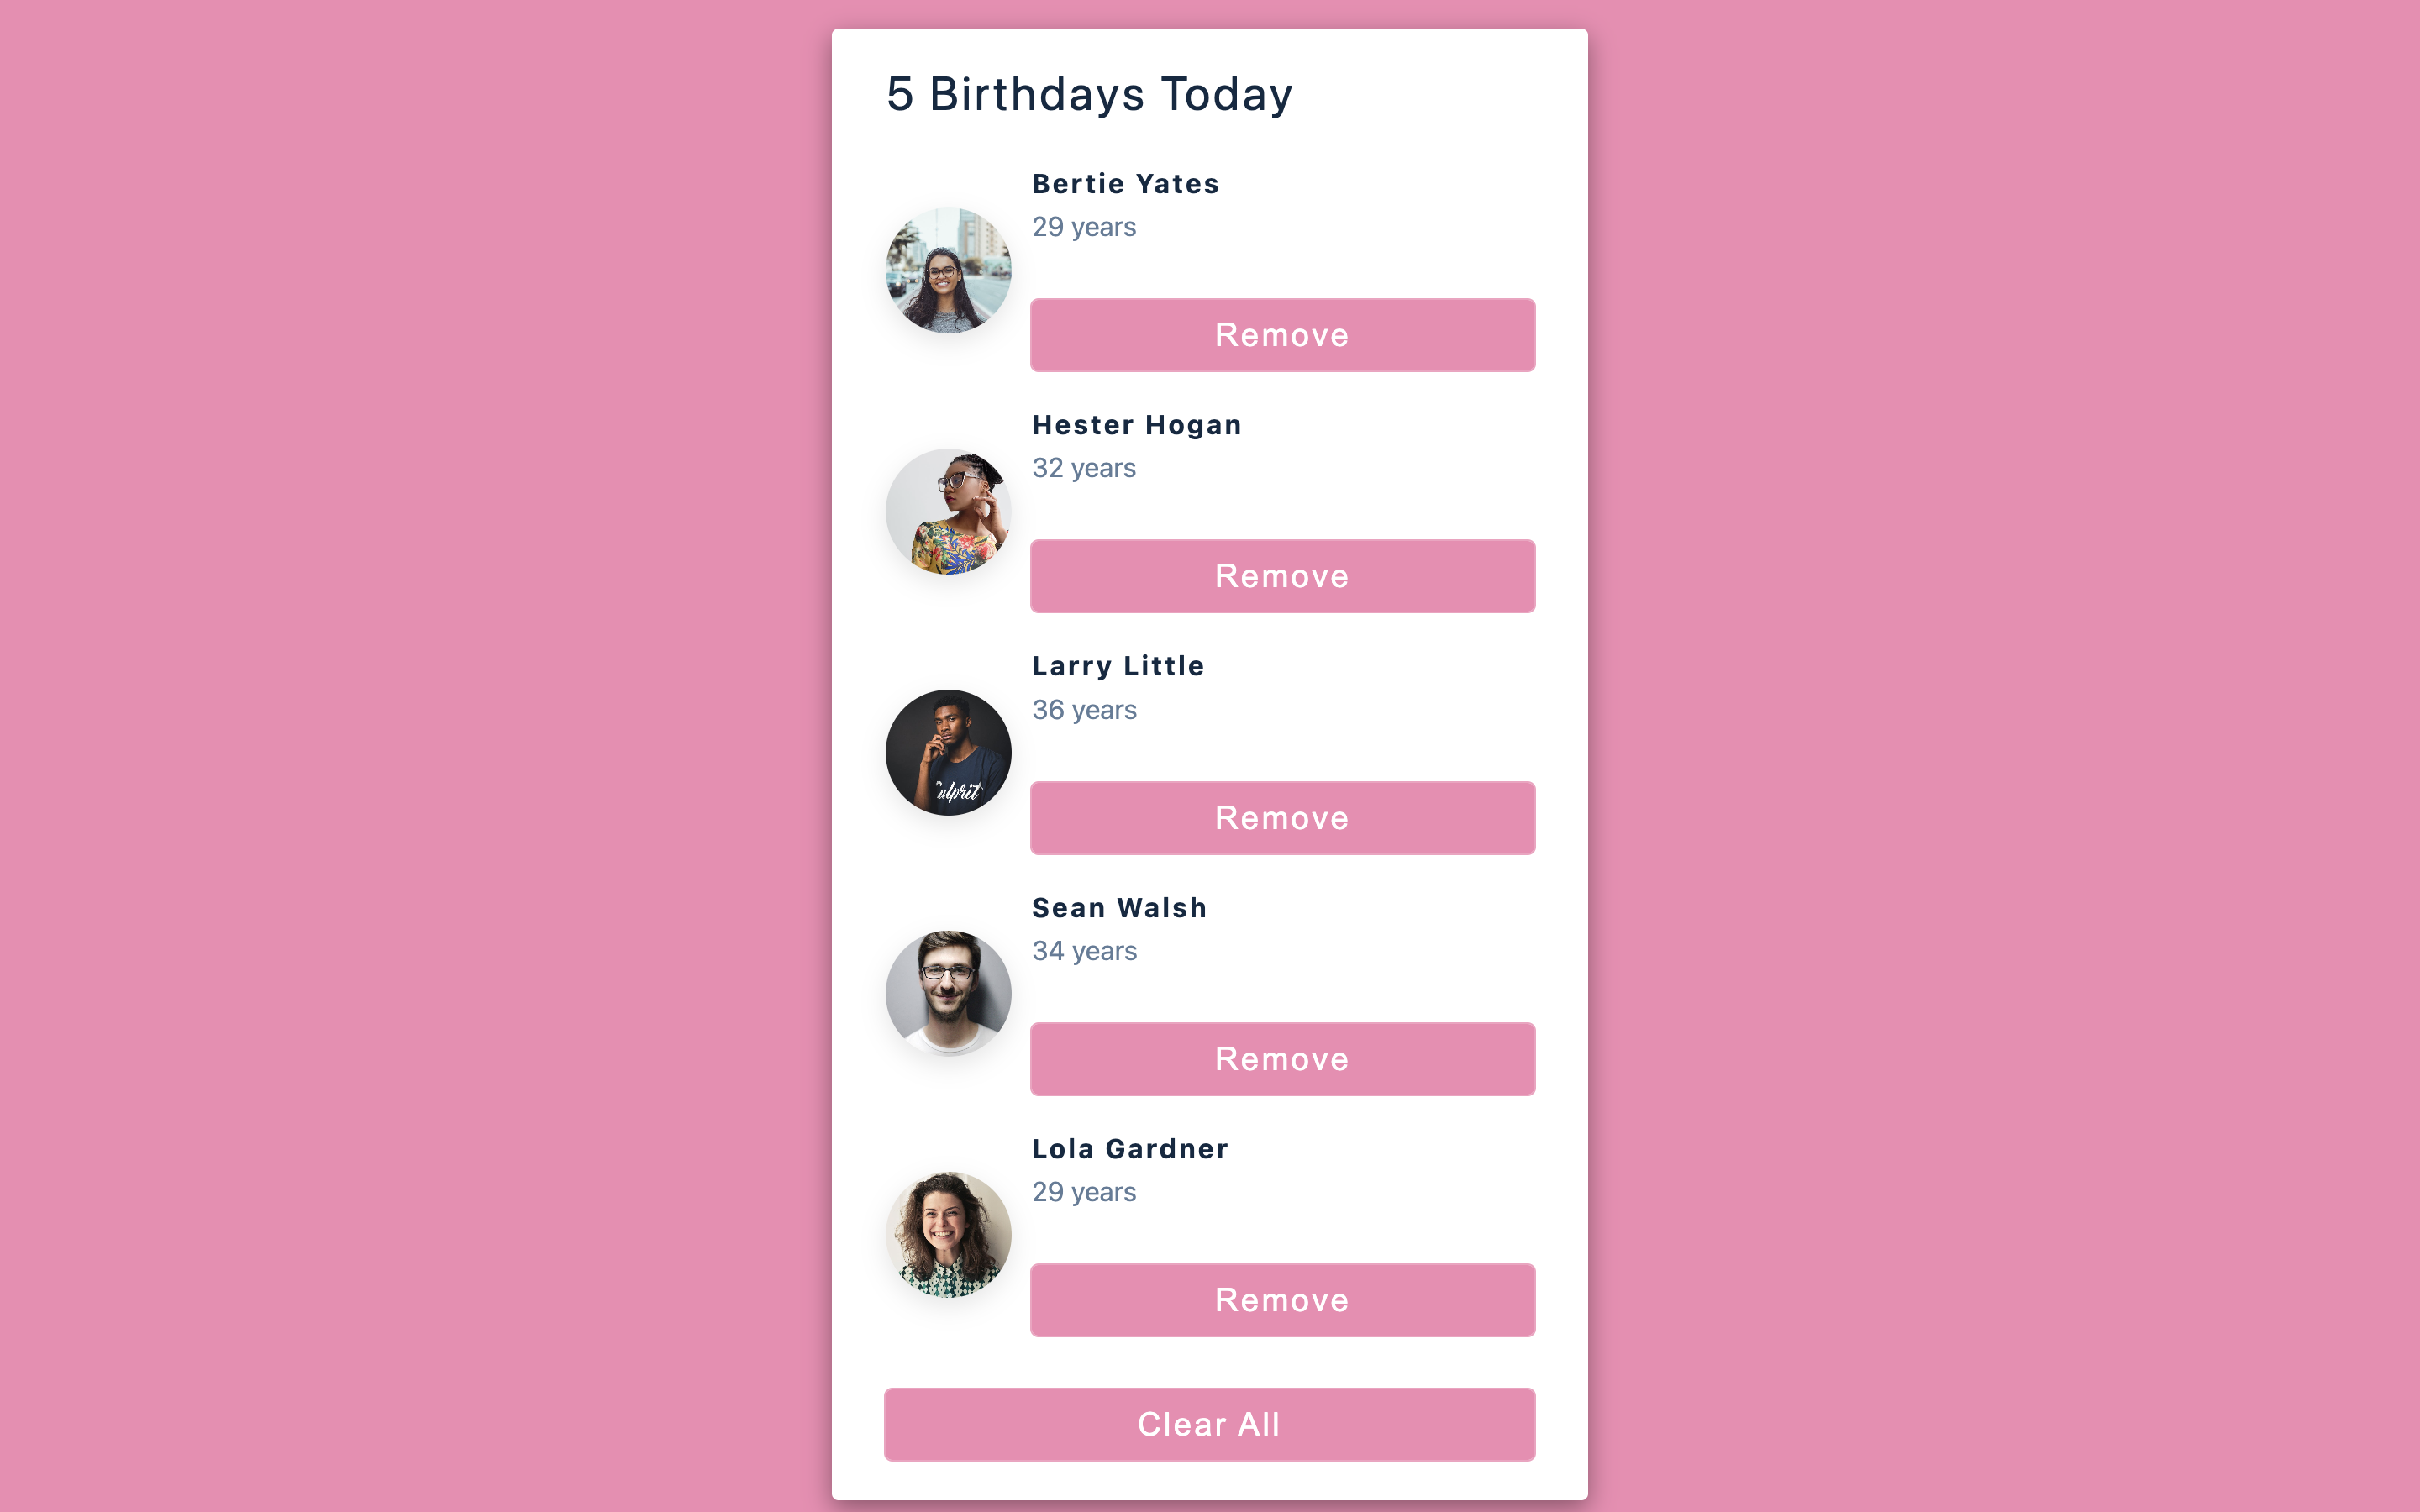 5 Birthdays Today
Bertie Yates
29 years
Remove
Hester Hogan
32 years
Remove
Larry Little
36 years
ulprit
Remove
Sean Walsh
34 years
Remove
Lola Gardner
29 years
Remove
Clear All